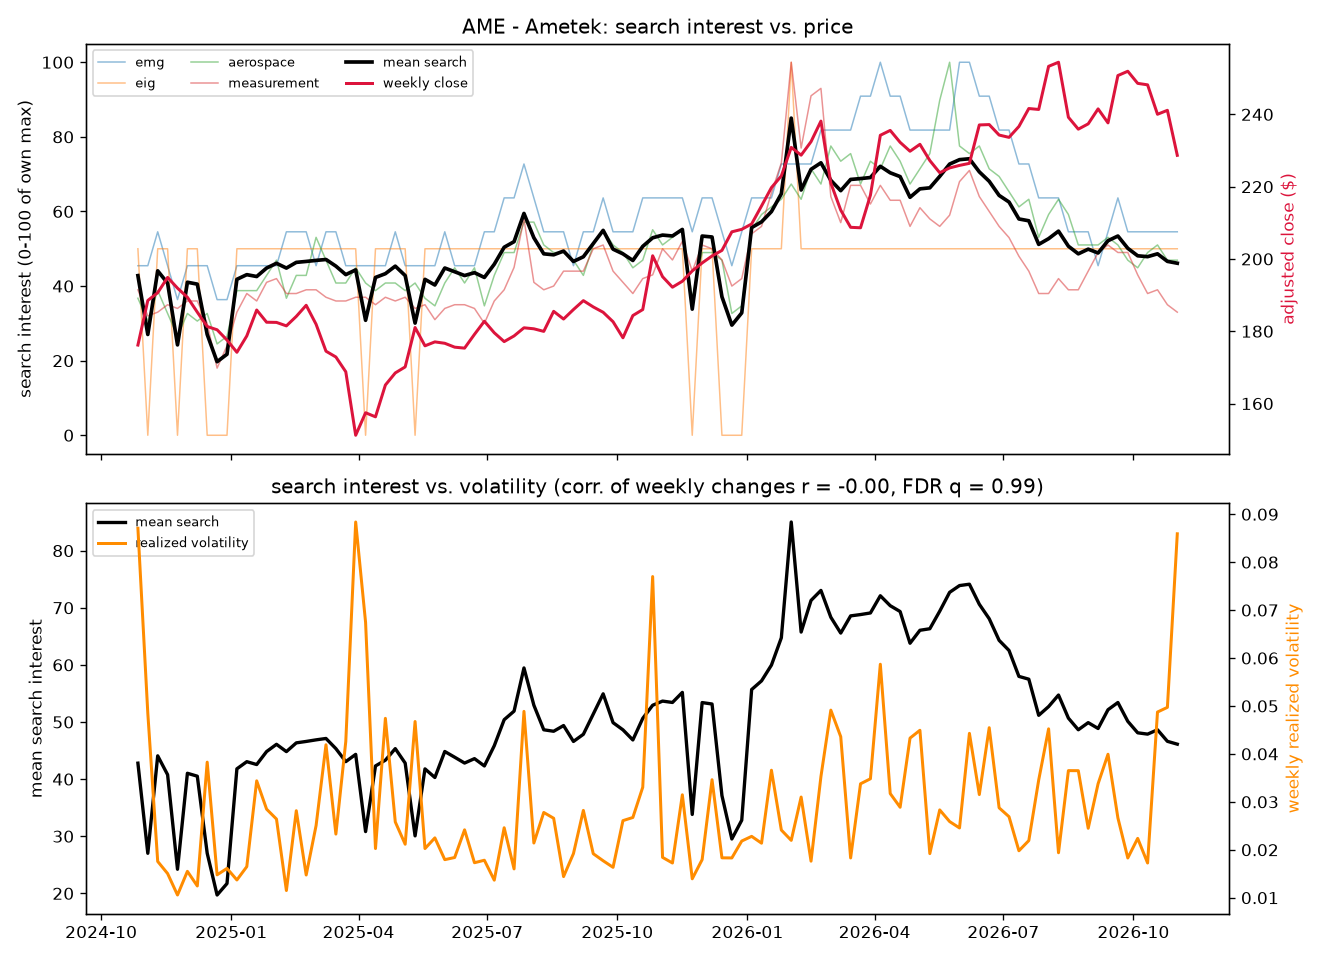 AME - Ametek: search interest vs. price
emg
eig
aerospace
measurement
mean search
weekly close
search interest (0-100 of own max)
100
80
60
40
20
0
adjusted close ($)
240
220
200
180
160
search interest vs. volatility (corr. of weekly changes r = -0.00, FDR q = 0.99)
mean search
realized volatility
mean search interest
80
70
60
50
40
30
20
weekly realized volatility
0.09
0.08
0.07
0.06
0.05
0.04
0.03
0.02
0.01
2024-10
2025-01
2025-04
2025-07
2025-10
2026-01
2026-04
2026-07
2026-10